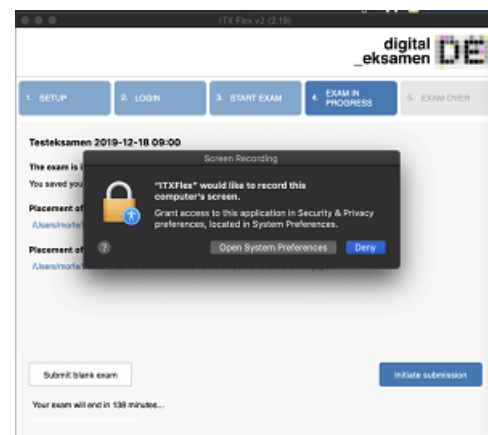 ITX Flex v2 (2.19)
digital
_eksamen DE
1. SETUP
2. LOGIN
3. START EXAM
4. EXAM IN
PROGRESS
5. EXAM OVER
Testeksamen 2019-12-18 09:00
The exam is i
You saved you
Placement of
/Users/morfe/
Placement of
/Users/morfe/
Screen Recording
"ITXFlex" would like to record this
computer's screen.
Grant access to this application in Security & Privacy
preferences, located in System Preferences.
?
Open System Preferences
Deny
Submit blank exam
Initiate submission
Your exam will end in 138 minutes...